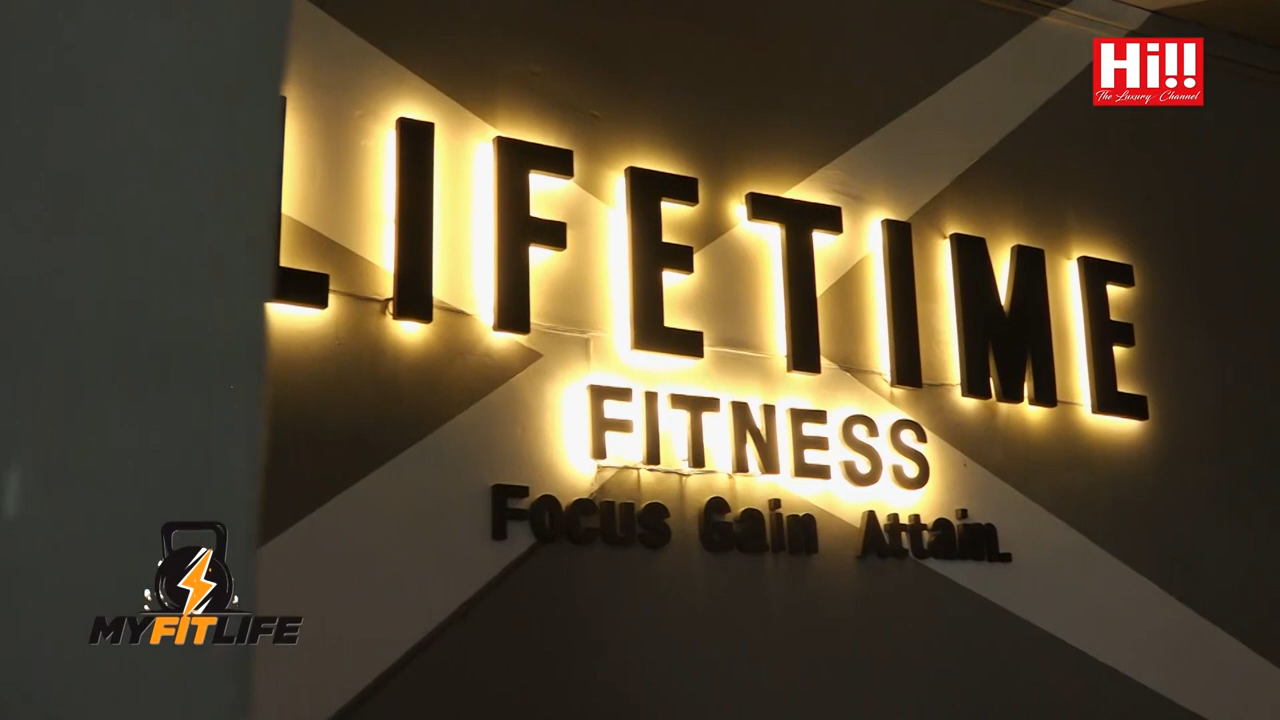 Hi!!
The Luxury Channel
LIFETIME
FITNESS
Focus Gain Attain.
MYFITLIFE